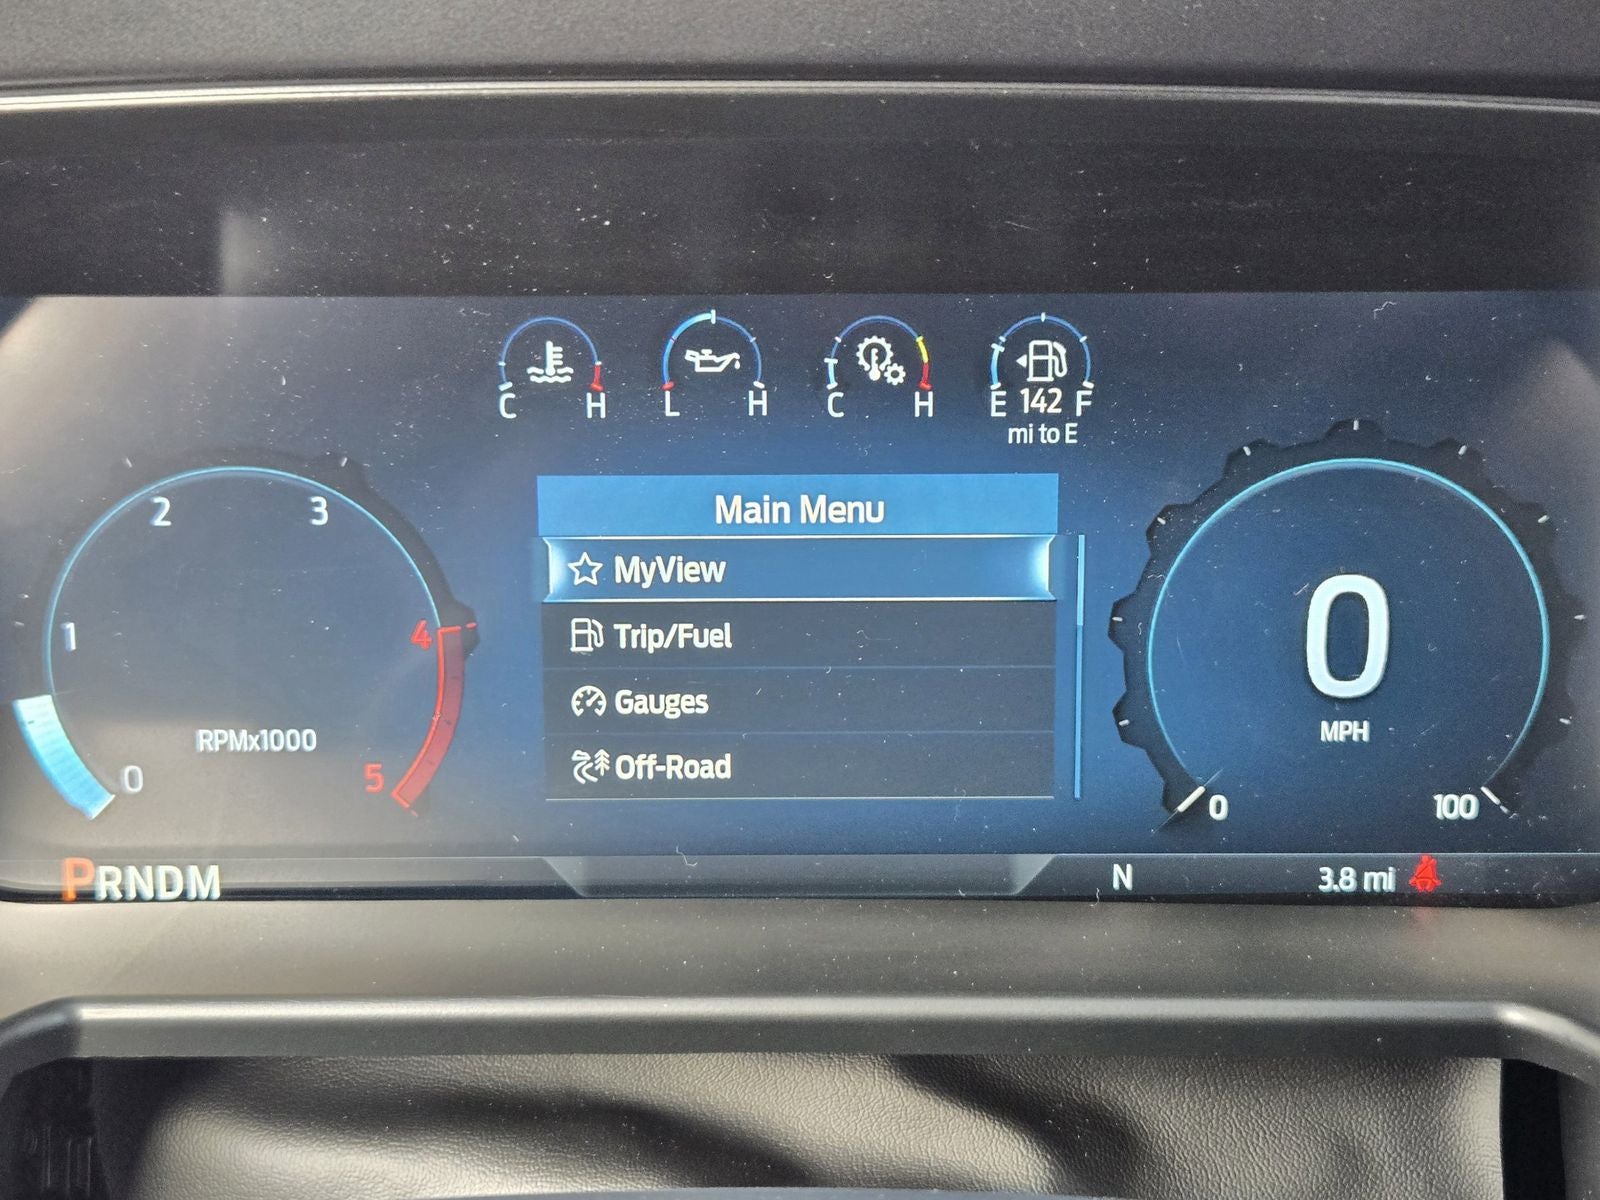 C H
L H
C H
E 142 F
mi to E
2 3
1 4
RPMx1000
0 5
Main Menu
MyView
Trip/Fuel
Gauges
Off-Road
0
MPH
0 100
PRNDM
N
3.8 mi